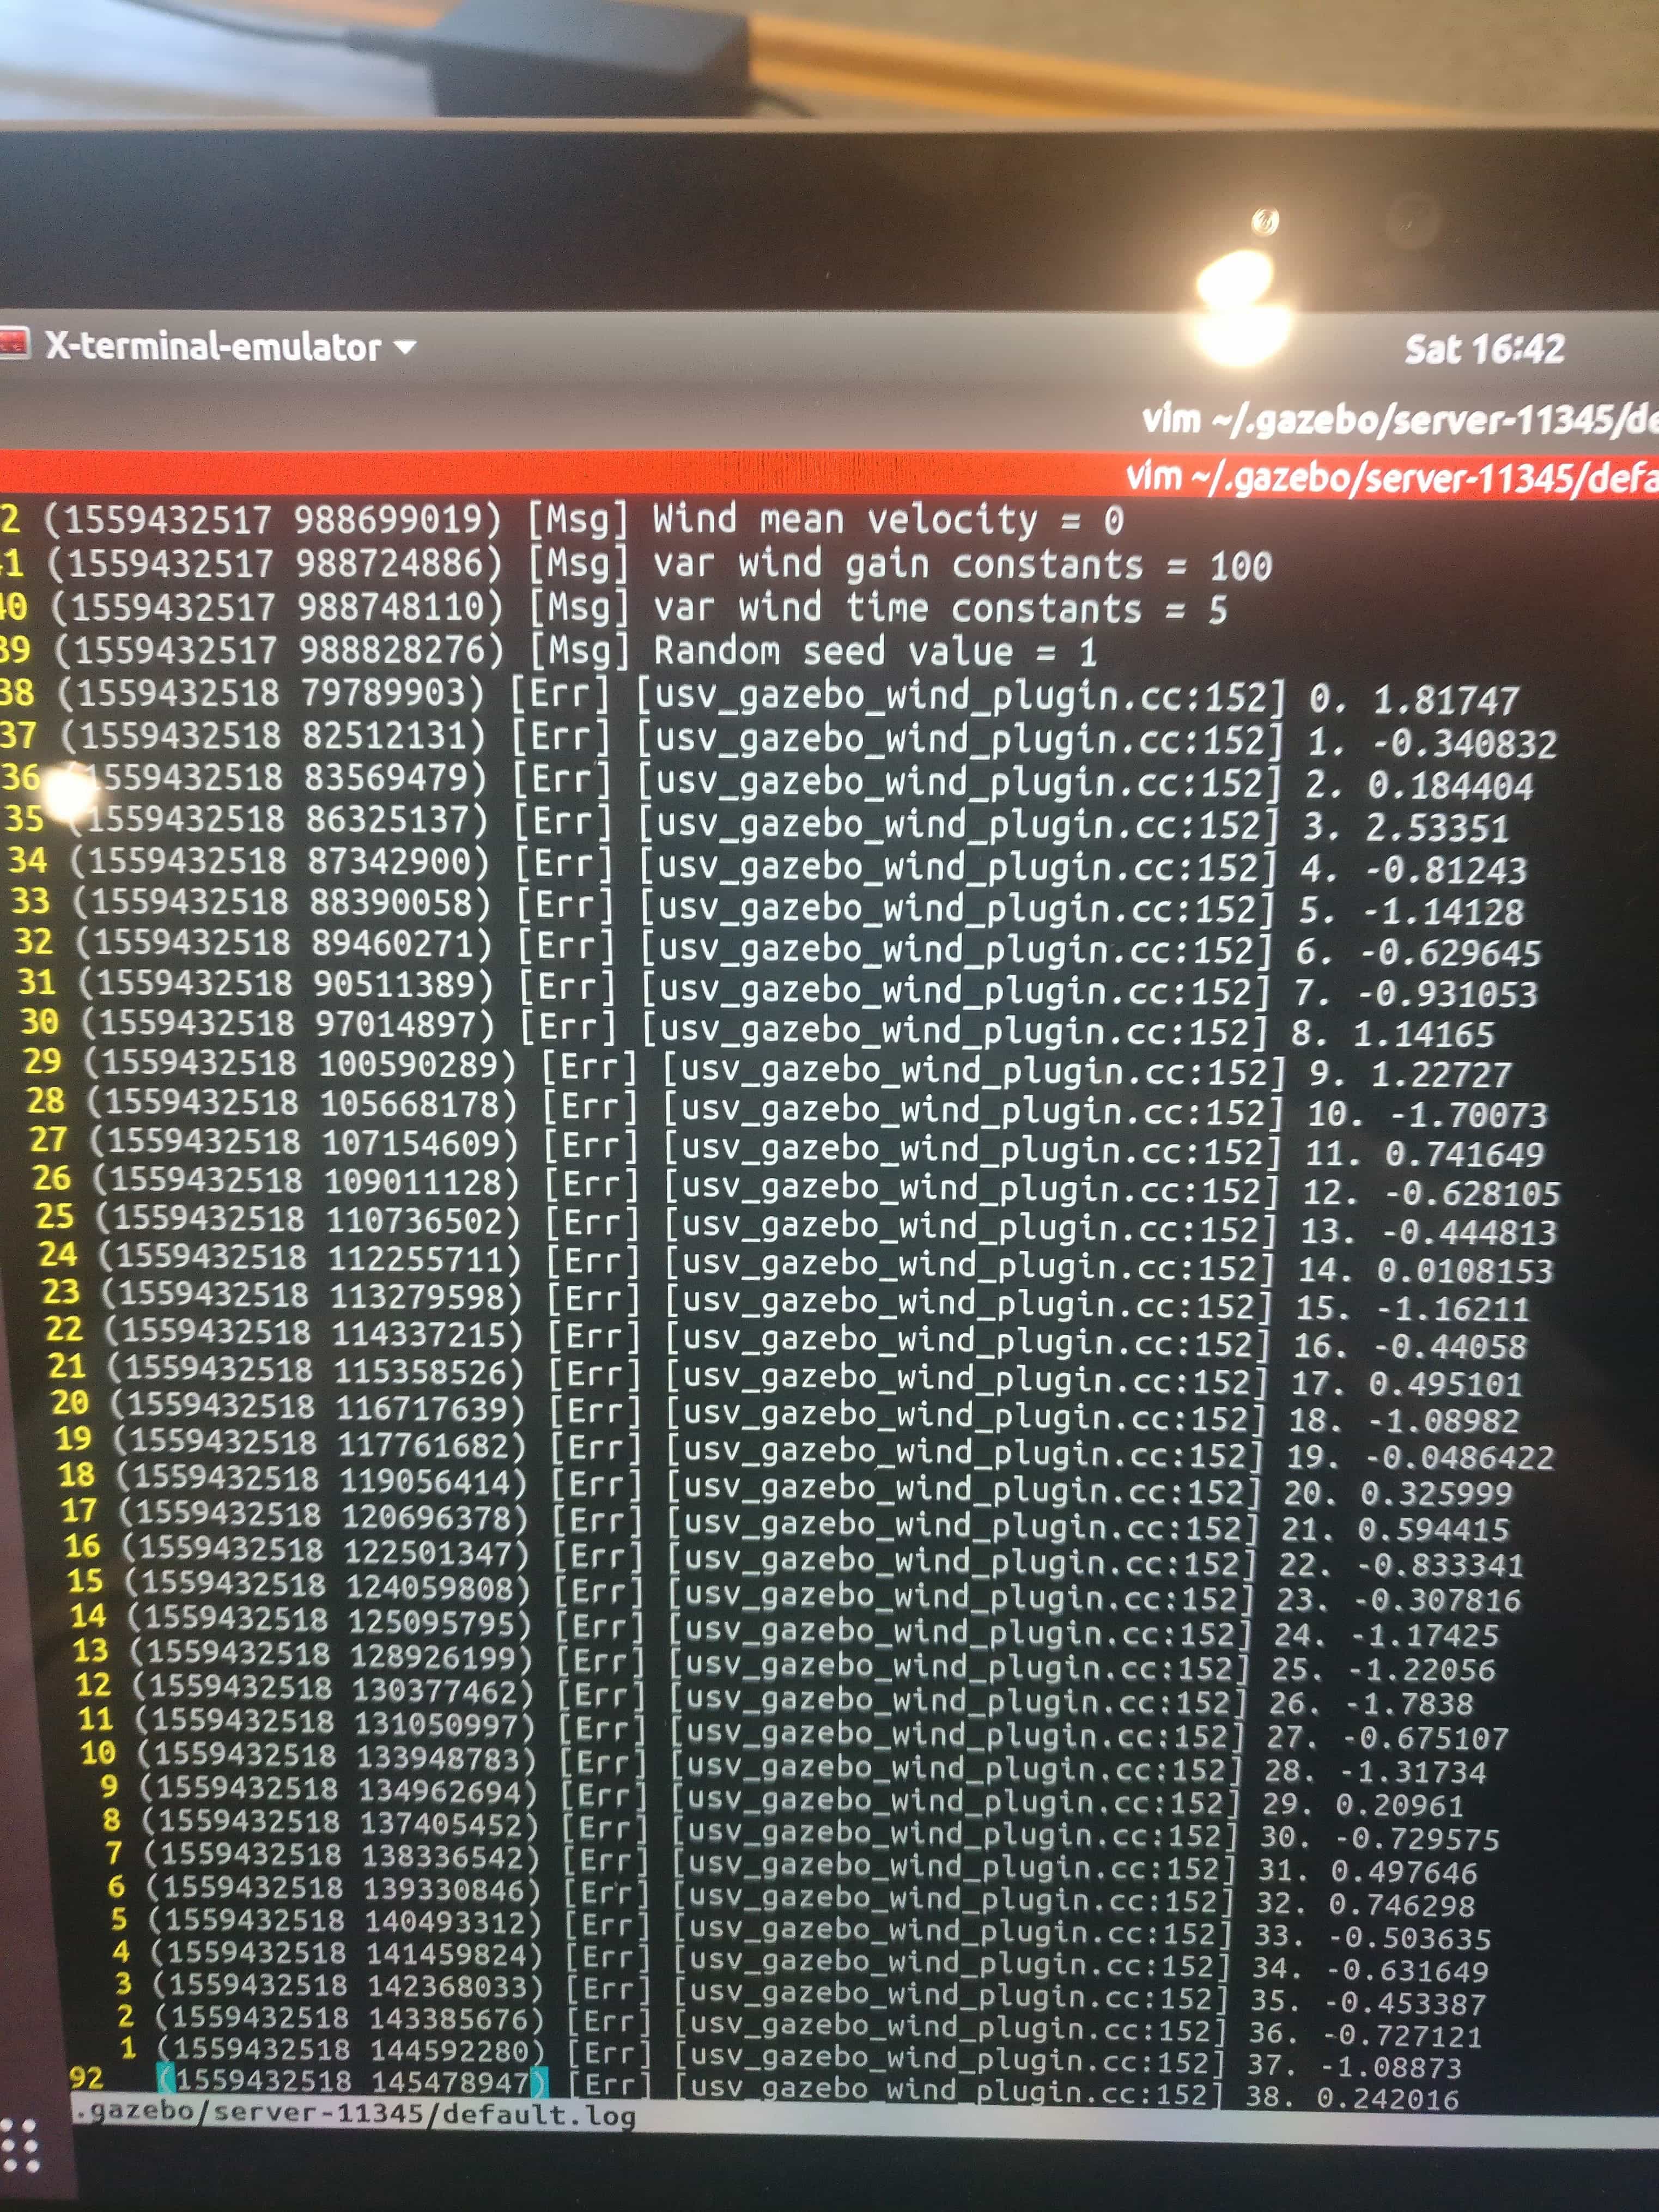 X-terminal-emulator
Sat 16:42
vim ~/.gazebo/server-11345/de
vim ~/.gazebo/server-11345/defa
2 (1559432517 988699019) [Msg] Wind mean velocity = 0
41 (1559432517 988724886) [Msg] var wind gain constants = 100
40 (1559432517 988748110) [Msg] var wind time constants = 5
39 (1559432517 988828276) [Msg] Random seed value = 1
38 (1559432518 79789903) [Err] [usv_gazebo_wind_plugin.cc:152] 0. 1.81747
37 (1559432518 82512131) [Err] [usv_gazebo_wind_plugin.cc:152] 1. -0.340832
36 (1559432518 83569479) [Err] [usv_gazebo_wind_plugin.cc:152] 2. 0.184404
35 (1559432518 86325137) [Err] [usv_gazebo_wind_plugin.cc:152] 3. 2.53351
34 (1559432518 87342900) [Err] [usv_gazebo_wind_plugin.cc:152] 4. -0.81243
33 (1559432518 88390058) [Err] [usv_gazebo_wind_plugin.cc:152] 5. -1.14128
32 (1559432518 89460271) [Err] [usv_gazebo_wind_plugin.cc:152] 6. -0.629645
31 (1559432518 90511389) [Err] [usv_gazebo_wind_plugin.cc:152] 7. -0.931053
30 (1559432518 97014897) [Err] [usv_gazebo_wind_plugin.cc:152] 8. 1.14165
29 (1559432518 100590289) [Err] [usv_gazebo_wind_plugin.cc:152] 9. 1.22727
28 (1559432518 105668178) [Err] [usv_gazebo_wind_plugin.cc:152] 10. -1.70073
27 (1559432518 107154609) [Err] [usv_gazebo_wind_plugin.cc:152] 11. 0.741649
26 (1559432518 109011128) [Err] [usv_gazebo_wind_plugin.cc:152] 12. -0.628105
25 (1559432518 110736502) [Err] [usv_gazebo_wind_plugin.cc:152] 13. -0.444813
24 (1559432518 112255711) [Err] [usv_gazebo_wind_plugin.cc:152] 14. 0.0108153
23 (1559432518 113279598) [Err] [usv_gazebo_wind_plugin.cc:152] 15. -1.16211
22 (1559432518 114337215) [Err] [usv_gazebo_wind_plugin.cc:152] 16. -0.44058
21 (1559432518 115358526) [Err] [usv_gazebo_wind_plugin.cc:152] 17. 0.495101
20 (1559432518 116717639) [Err] [usv_gazebo_wind_plugin.cc:152] 18. -1.08982
19 (1559432518 117761682) [Err] [usv_gazebo_wind_plugin.cc:152] 19. -0.0486422
18 (1559432518 119056414) [Err] [usv_gazebo_wind_plugin.cc:152] 20. 0.325999
17 (1559432518 120696378) [Err] [usv_gazebo_wind_plugin.cc:152] 21. 0.594415
16 (1559432518 122501347) [Err] [usv_gazebo_wind_plugin.cc:152] 22. -0.833341
15 (1559432518 124059808) [Err] [usv_gazebo_wind_plugin.cc:152] 23. -0.307816
14 (1559432518 125095795) [Err] [usv_gazebo_wind_plugin.cc:152] 24. -1.17425
13 (1559432518 128926199) [Err] [usv_gazebo_wind_plugin.cc:152] 25. -1.22056
12 (1559432518 130377462) [Err] [usv_gazebo_wind_plugin.cc:152] 26. -1.7838
11 (1559432518 131050997) [Err] [usv_gazebo_wind_plugin.cc:152] 27. -0.675107
10 (1559432518 133948783) [Err] [usv_gazebo_wind_plugin.cc:152] 28. -1.31734
9 (1559432518 134962694) [Err] [usv_gazebo_wind_plugin.cc:152] 29. 0.20961
8 (1559432518 137405452) [Err] [usv_gazebo_wind_plugin.cc:152] 30. -0.729575
7 (1559432518 138336542) [Err] [usv_gazebo_wind_plugin.cc:152] 31. 0.497646
6 (1559432518 139330846) [Err] [usv_gazebo_wind_plugin.cc:152] 32. 0.746298
5 (1559432518 140493312) [Err] [usv_gazebo_wind_plugin.cc:152] 33. -0.503635
4 (1559432518 141459824) [Err] [usv_gazebo_wind_plugin.cc:152] 34. -0.631649
3 (1559432518 142368033) [Err] [usv_gazebo_wind_plugin.cc:152] 35. -0.453387
2 (1559432518 143385676) [Err] [usv_gazebo_wind_plugin.cc:152] 36. -0.727121
1 (1559432518 144592280) [Err] [usv_gazebo_wind_plugin.cc:152] 37. -1.08873
92 (1559432518 145478947) [Err] [usv_gazebo_wind_plugin.cc:152] 38. 0.242016
.gazebo/server-11345/default.log